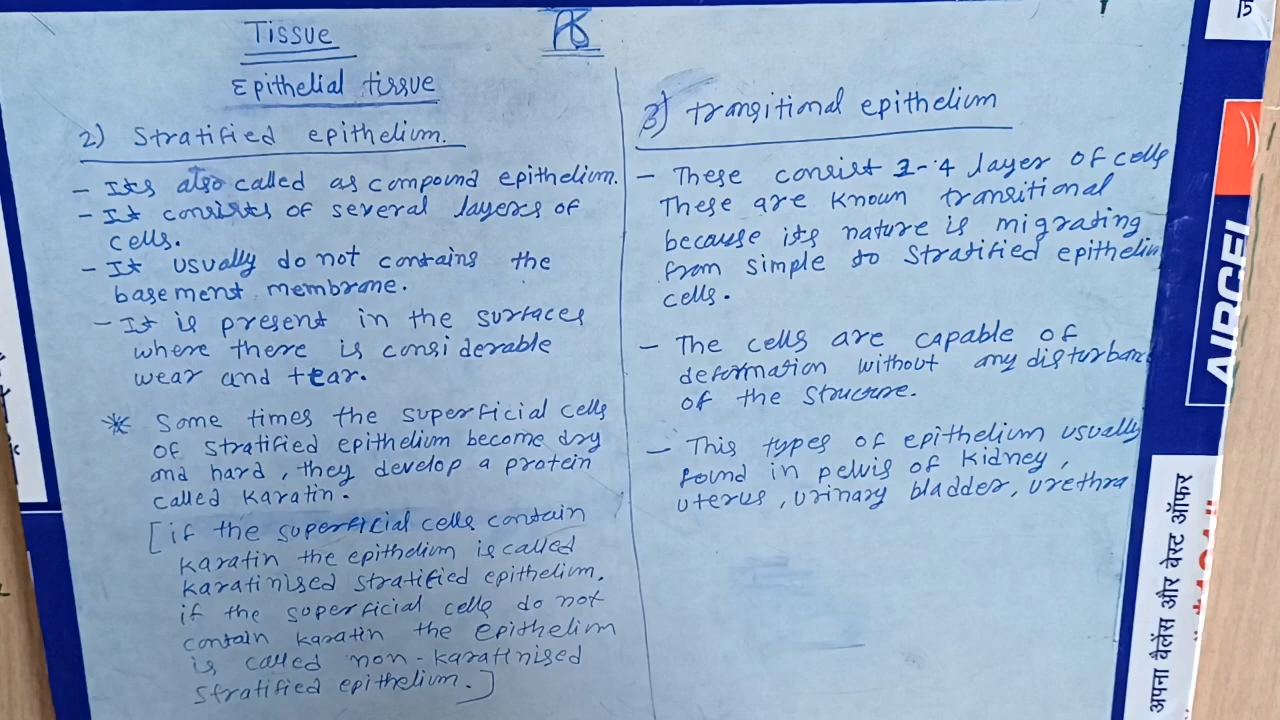 Tissue
Epithelial tissue
2) Stratified epithelium.
- Its also called as compound epithelium.
- It consists of several layers of
cells.
- It usually do not contains the
basement membrane.
- It is present in the surfaces
where there is considerable
wear and tear.
* Some times the superficial cells
of stratified epithelium become dry
and hard, they develop a protein
called Karatin.
[if the superficial cells contain
karatin the epithelium is called
karatinised stratified epithelium.
if the superficial cells do not
contain karatin the epithelim
is called non-karatinised
stratified epithelium.]
3) transitional epithelium
- These consist 2-4 layer of cells
These are known transitional
because its nature is migrating
from simple to stratified epithelium
cells.
- The cells are capable of
deformation without any disturbance
of the structure.
- This types of epithelium usually
found in pelvis of kidney,
uterus, urinary bladder, urethra
AIRCEL
अपना बैलेंस और बेस्ट ऑफर